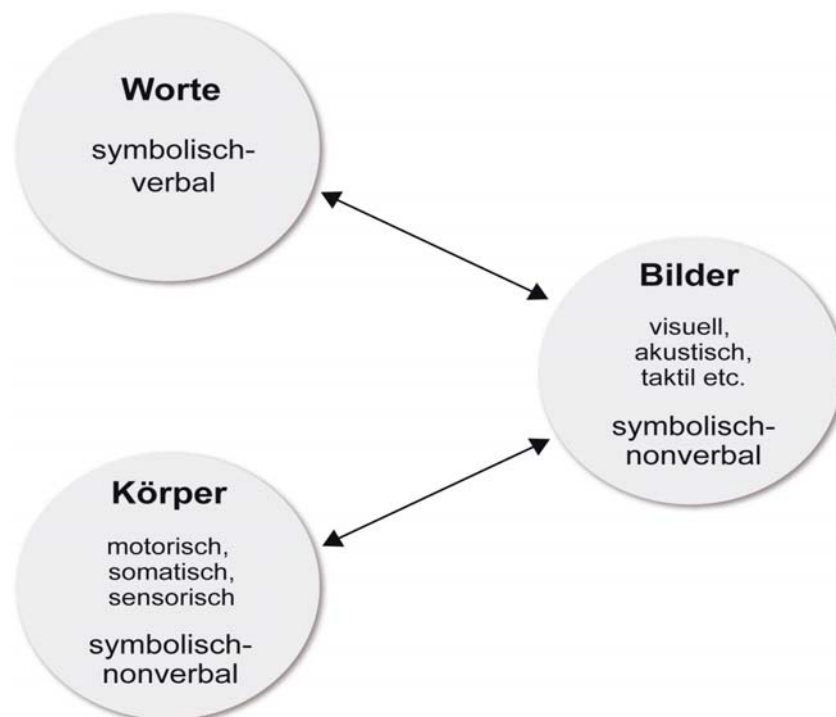 Worte
symbolisch-
verbal
Bilder
visuell,
akustisch,
taktil etc.
symbolisch-
nonverbal
Körper
motorisch,
somatisch,
sensorisch
symbolisch-
nonverbal